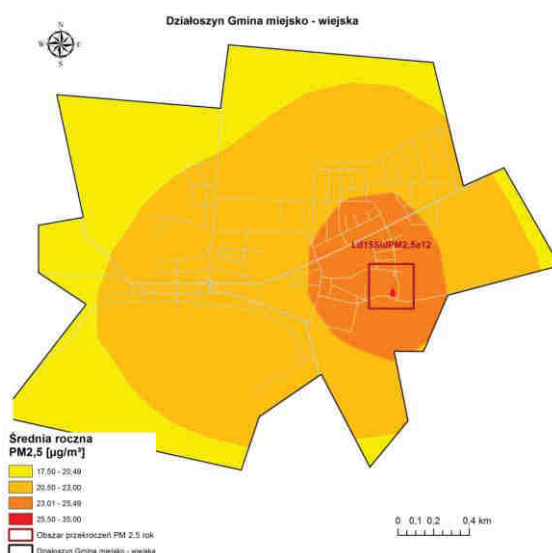 Działoszyn Gmina miejsko - wiejska
N
W E
S
Ld15SldPM2,5a12
Średnia roczna
PM2,5 [µg/m³]
17,50 - 20,49
20,50 - 23,00
23,01 - 25,49
25,50 - 35,00
Obszar przekroczeń PM 2.5 rok
Działoszyn Gmina miejsko - wiejska
0 0,1 0,2 0,4 km